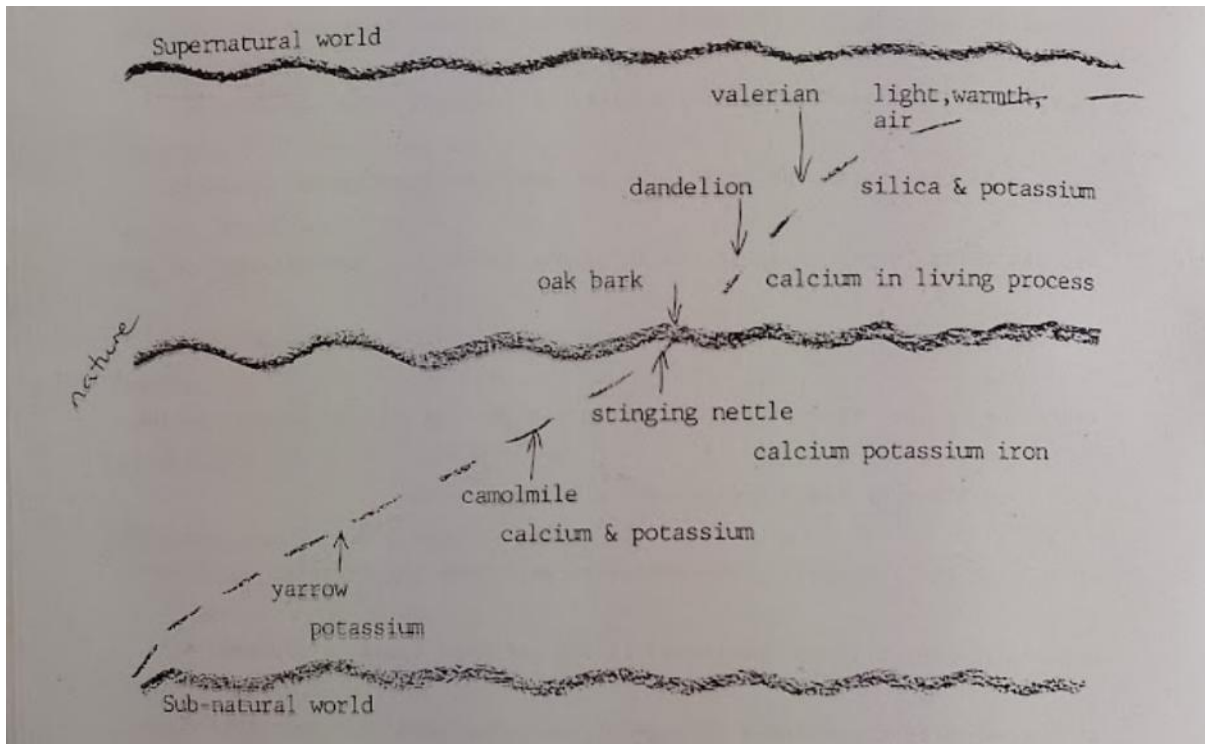 Supernatural world
valerian light,warmth,
air
dandelion silica & potassium
oak bark calcium in living process
nature
stinging nettle
calcium potassium iron
camolmile
calcium & potassium
yarrow
potassium
Sub-natural world